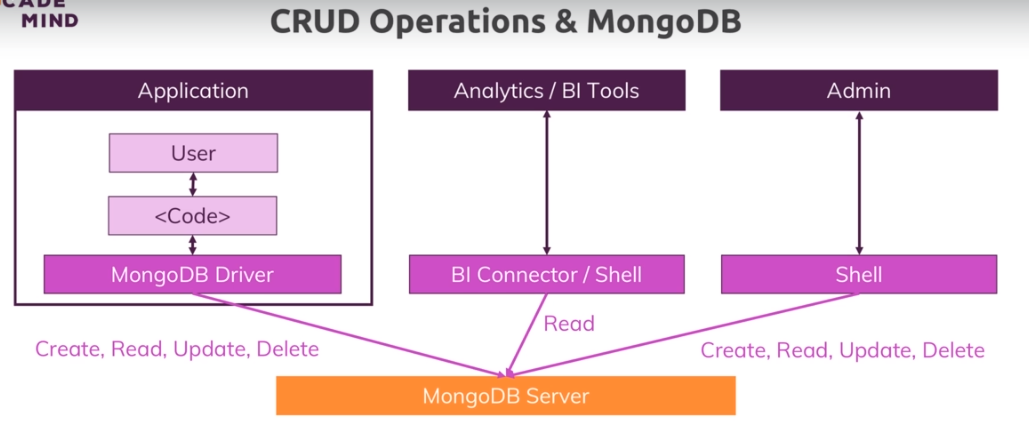 MIND
CRUD Operations & MongoDB
Application
User
<Code>
MongoDB Driver
Create, Read, Update, Delete
Analytics / BI Tools
BI Connector / Shell
Read
Admin
Shell
Create, Read, Update, Delete
MongoDB Server